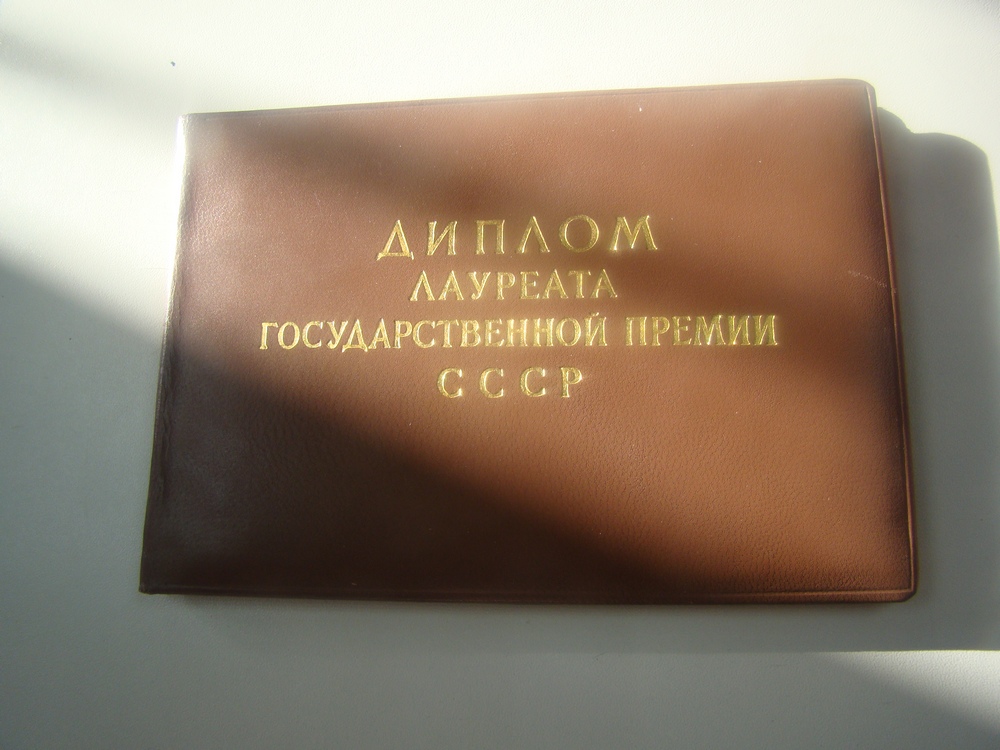 ДИПЛОМ
ЛАУРЕАТА
ГОСУДАРСТВЕННОЙ ПРЕМИИ
СССР